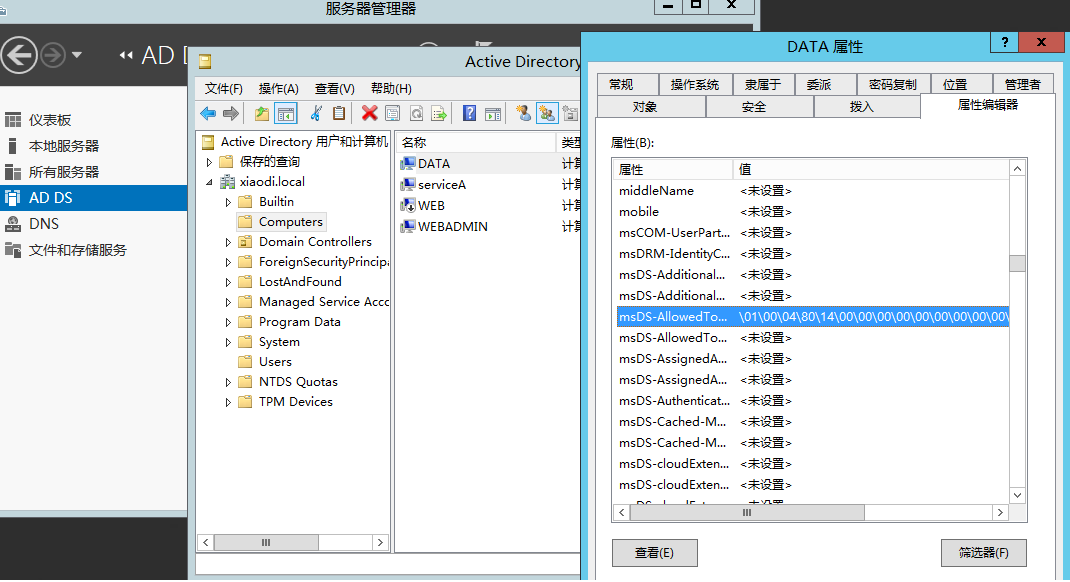 服务器管理器
AD
仪表板
本地服务器
所有服务器
AD DS
DNS
文件和存储服务
Active Directory
文件(F) 操作(A) 查看(V) 帮助(H)
Active Directory 用户和计算机
保存的查询
xiaodi.local
Builtin
Computers
Domain Controllers
ForeignSecurityPrincipa
LostAndFound
Managed Service Acco
Program Data
System
Users
NTDS Quotas
TPM Devices
名称 类型
DATA 计算
serviceA 计算
WEB 计算
WEBADMIN 计算
DATA 属性
? x
常规 操作系统 隶属于 委派 密码复制 位置 管理者
对象 安全 拨入 属性编辑器
属性(B):
属性 值
middleName <未设置>
mobile <未设置>
msCOM-UserPart... <未设置>
msDRM-IdentityC... <未设置>
msDS-Additional... <未设置>
msDS-Additional... <未设置>
msDS-AllowedTo... \01\00\04\80\14\00\00\00\00\00\00\00\00\00\
msDS-AllowedTo... <未设置>
msDS-AssignedA... <未设置>
msDS-AssignedA... <未设置>
msDS-Authenticat... <未设置>
msDS-Cached-M... <未设置>
msDS-Cached-M... <未设置>
msDS-cloudExten... <未设置>
msDS-cloudExten... <未设置>
查看(E) 筛选器(F)